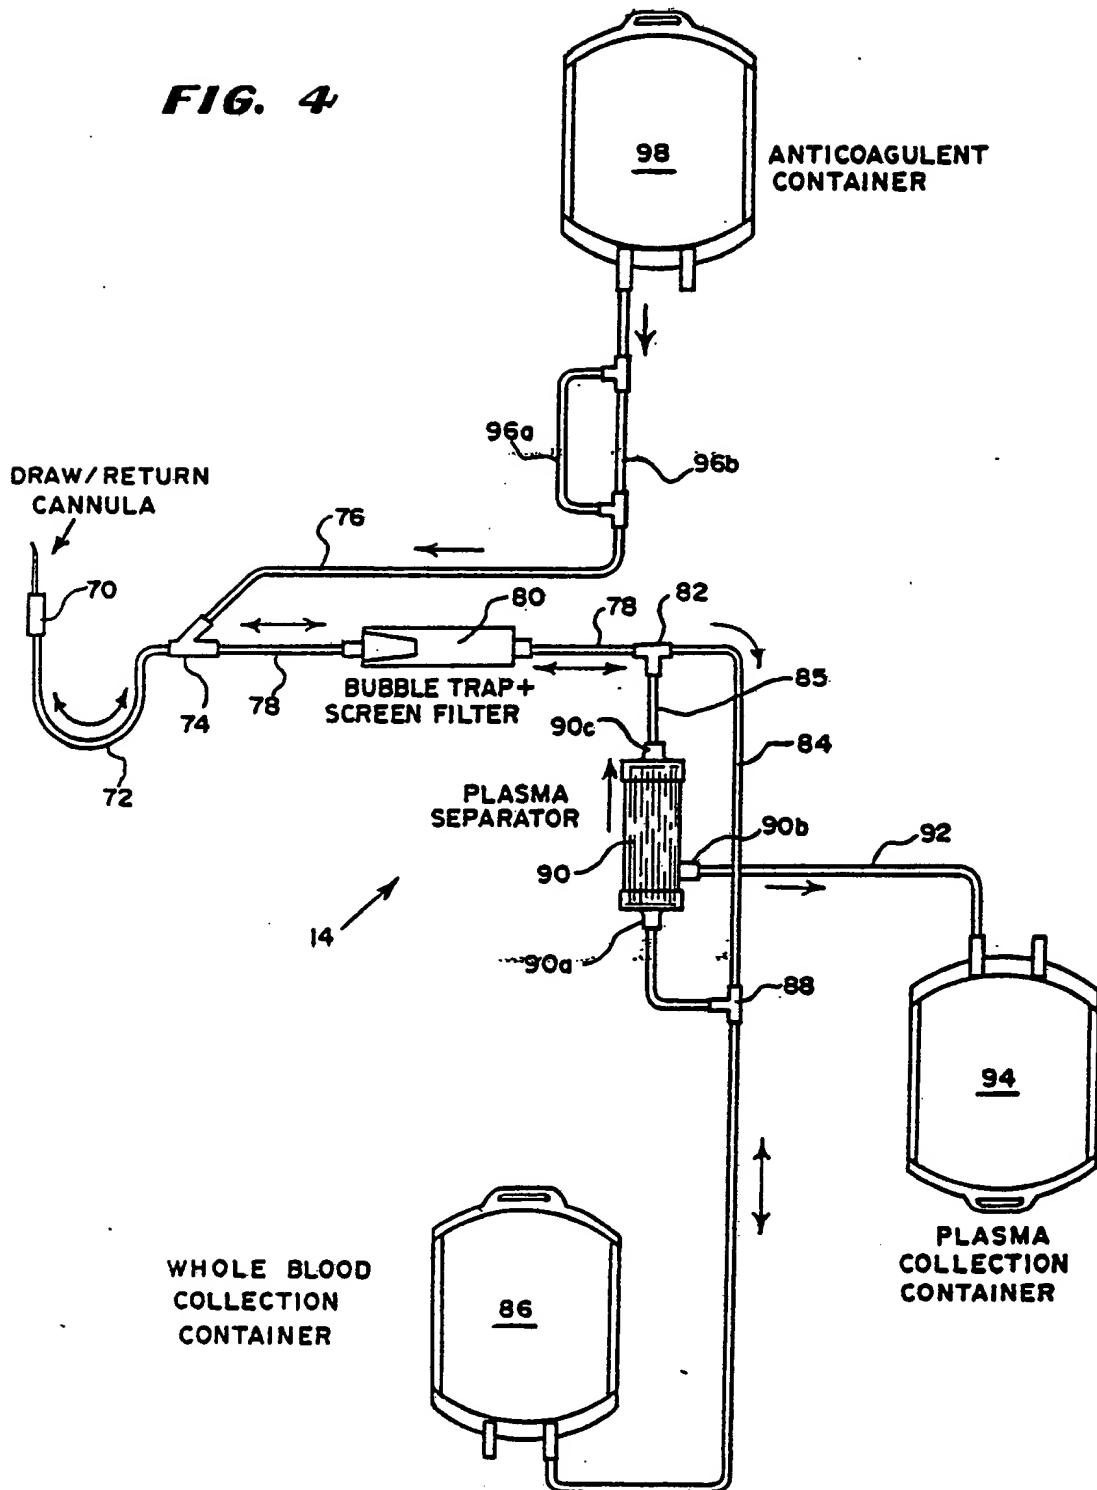 FIG. 4
98
ANTICOAGULENT
CONTAINER
96a
96b
DRAW/RETURN
CANNULA
76
70
80
78
82
74
78
BUBBLE TRAP+
SCREEN FILTER
85
90c
84
72
PLASMA
SEPARATOR
90b
92
90
14
90a
88
94
WHOLE BLOOD
COLLECTION
CONTAINER
86
PLASMA
COLLECTION
CONTAINER